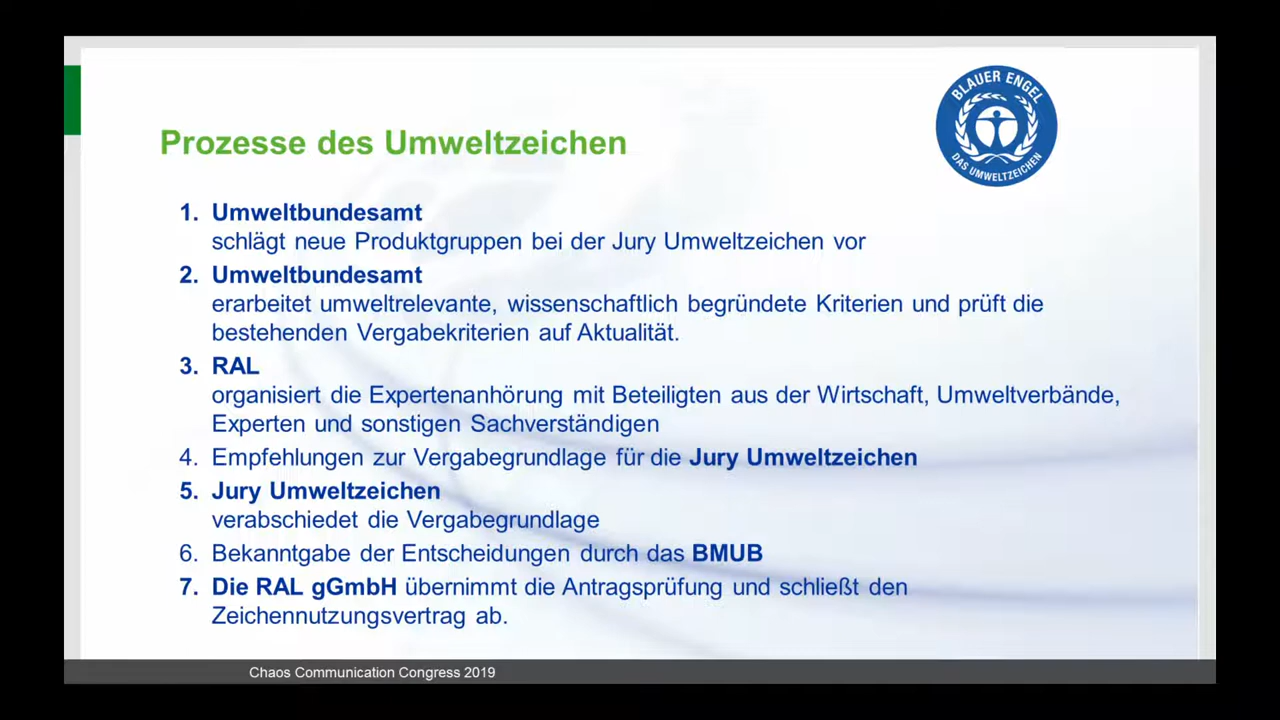 BLAUER ENGEL
DAS UMWELTZEICHEN
Prozesse des Umweltzeichen
1. Umweltbundesamt
schlägt neue Produktgruppen bei der Jury Umweltzeichen vor
2. Umweltbundesamt
erarbeitet umweltrelevante, wissenschaftlich begründete Kriterien und prüft die
bestehenden Vergabekriterien auf Aktualität.
3. RAL
organisiert die Expertenanhörung mit Beteiligten aus der Wirtschaft, Umweltverbände,
Experten und sonstigen Sachverständigen
4. Empfehlungen zur Vergabegrundlage für die Jury Umweltzeichen
5. Jury Umweltzeichen
verabschiedet die Vergabegrundlage
6. Bekanntgabe der Entscheidungen durch das BMUB
7. Die RAL gGmbH übernimmt die Antragsprüfung und schließt den
Zeichennutzungsvertrag ab.
Chaos Communication Congress 2019